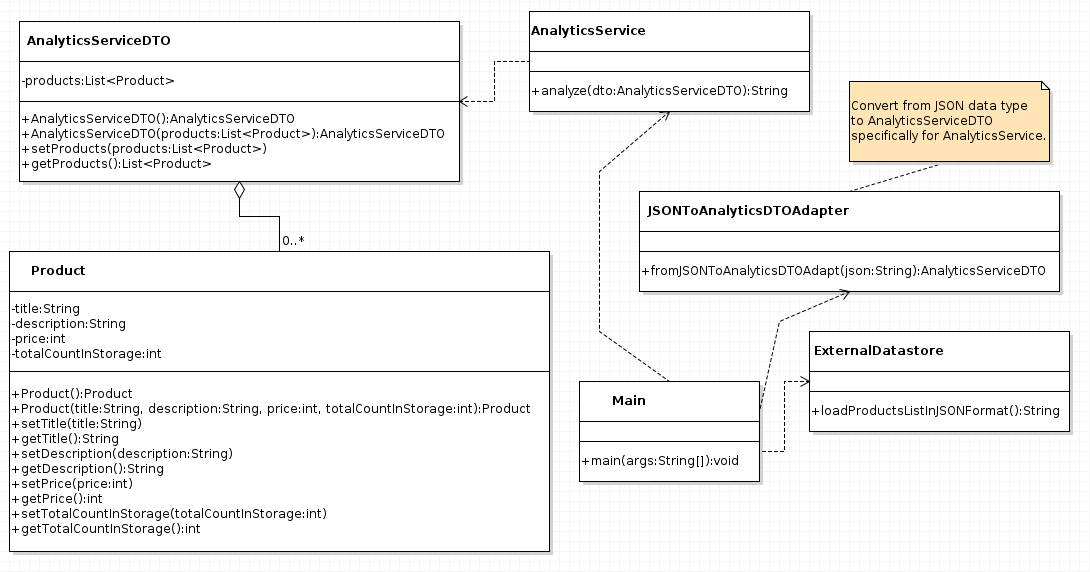 AnalyticsServiceDTO
-products:List<Product>
+AnalyticsServiceDTO():AnalyticsServiceDTO
+AnalyticsServiceDTO(products:List<Product>):AnalyticsServiceDTO
+setProducts(products:List<Product>)
+getProducts():List<Product>
AnalyticsService
+analyze(dto:AnalyticsServiceDTO):String
Convert from JSON data type
to AnalyticsServiceDTO
specifically for AnalyticsService.
JSONToAnalyticsDTOAdapter
+fromJSONToAnalyticsDTOAdapt(json:String):AnalyticsServiceDTO
0..*
Product
-title:String
-description:String
-price:int
-totalCountInStorage:int
+Product():Product
+Product(title:String, description:String, price:int, totalCountInStorage:int):Product
+setTitle(title:String)
+getTitle():String
+setDescription(description:String)
+getDescription():String
+setPrice(price:int)
+getPrice():int
+setTotalCountInStorage(totalCountInStorage:int)
+getTotalCountInStorage():int
Main
+main(args:String[]):void
ExternalDatastore
+loadProductsListInJSONFormat():String